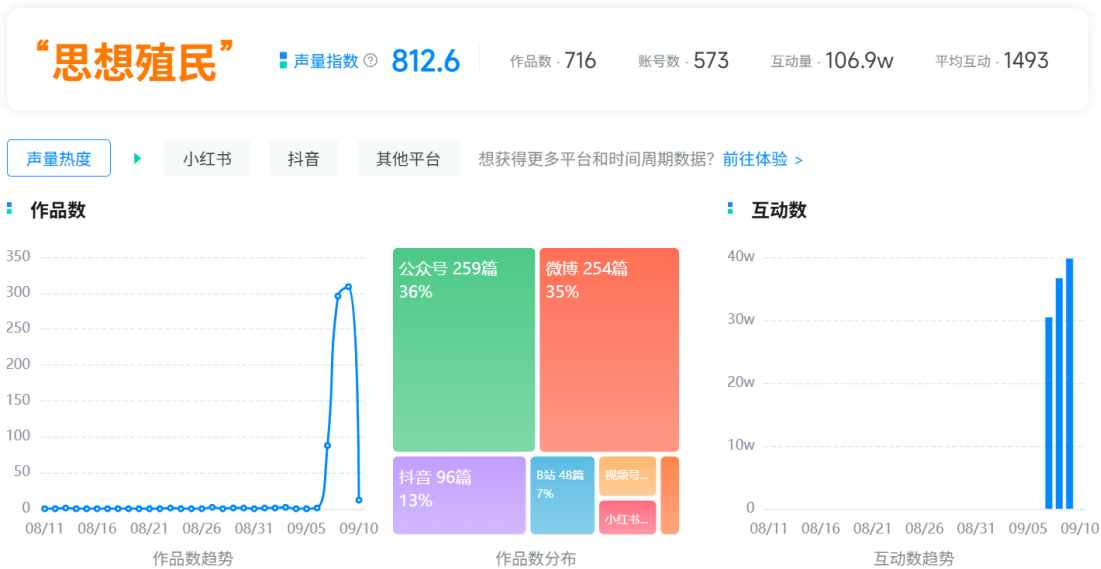 “思想殖民”
声量指数 ? 812.6
作品数 · 716
账号数 · 573
互动量 · 106.9w
平均互动 · 1493
声量热度
小红书
抖音
其他平台
想获得更多平台和时间周期数据? 前往体验 >
作品数
350
300
250
200
150
100
50
0
08/11 08/16 08/21 08/26 08/31 09/05 09/10
作品数趋势
公众号 259篇
36%
微博 254篇
35%
抖音 96篇
13%
B站 48篇
7%
视频号...
小红书...
作品数分布
互动数
40w
30w
20w
10w
0
08/11 08/16 08/21 08/26 08/31 09/05 09/10
互动数趋势